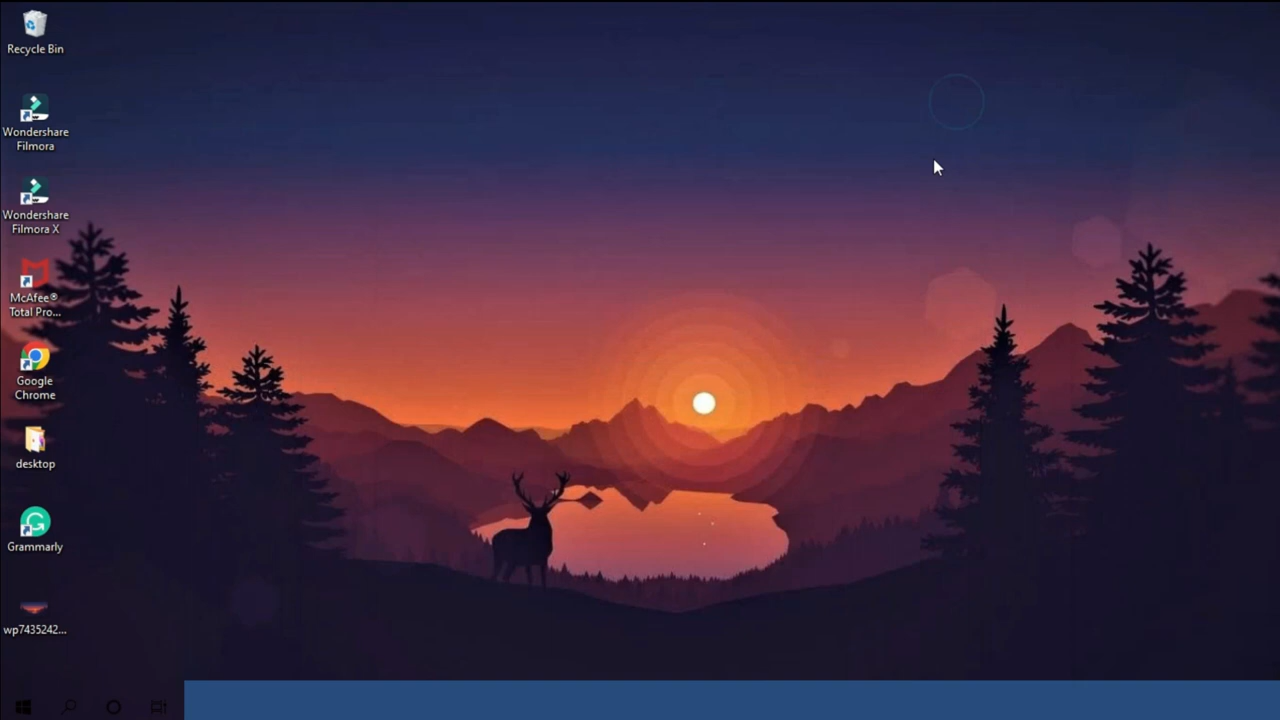 Recycle Bin
Wondershare
Filmora
Wondershare
Filmora X
McAfee®
Total Pro...
Google
Chrome
desktop
Grammarly
wp7435242...